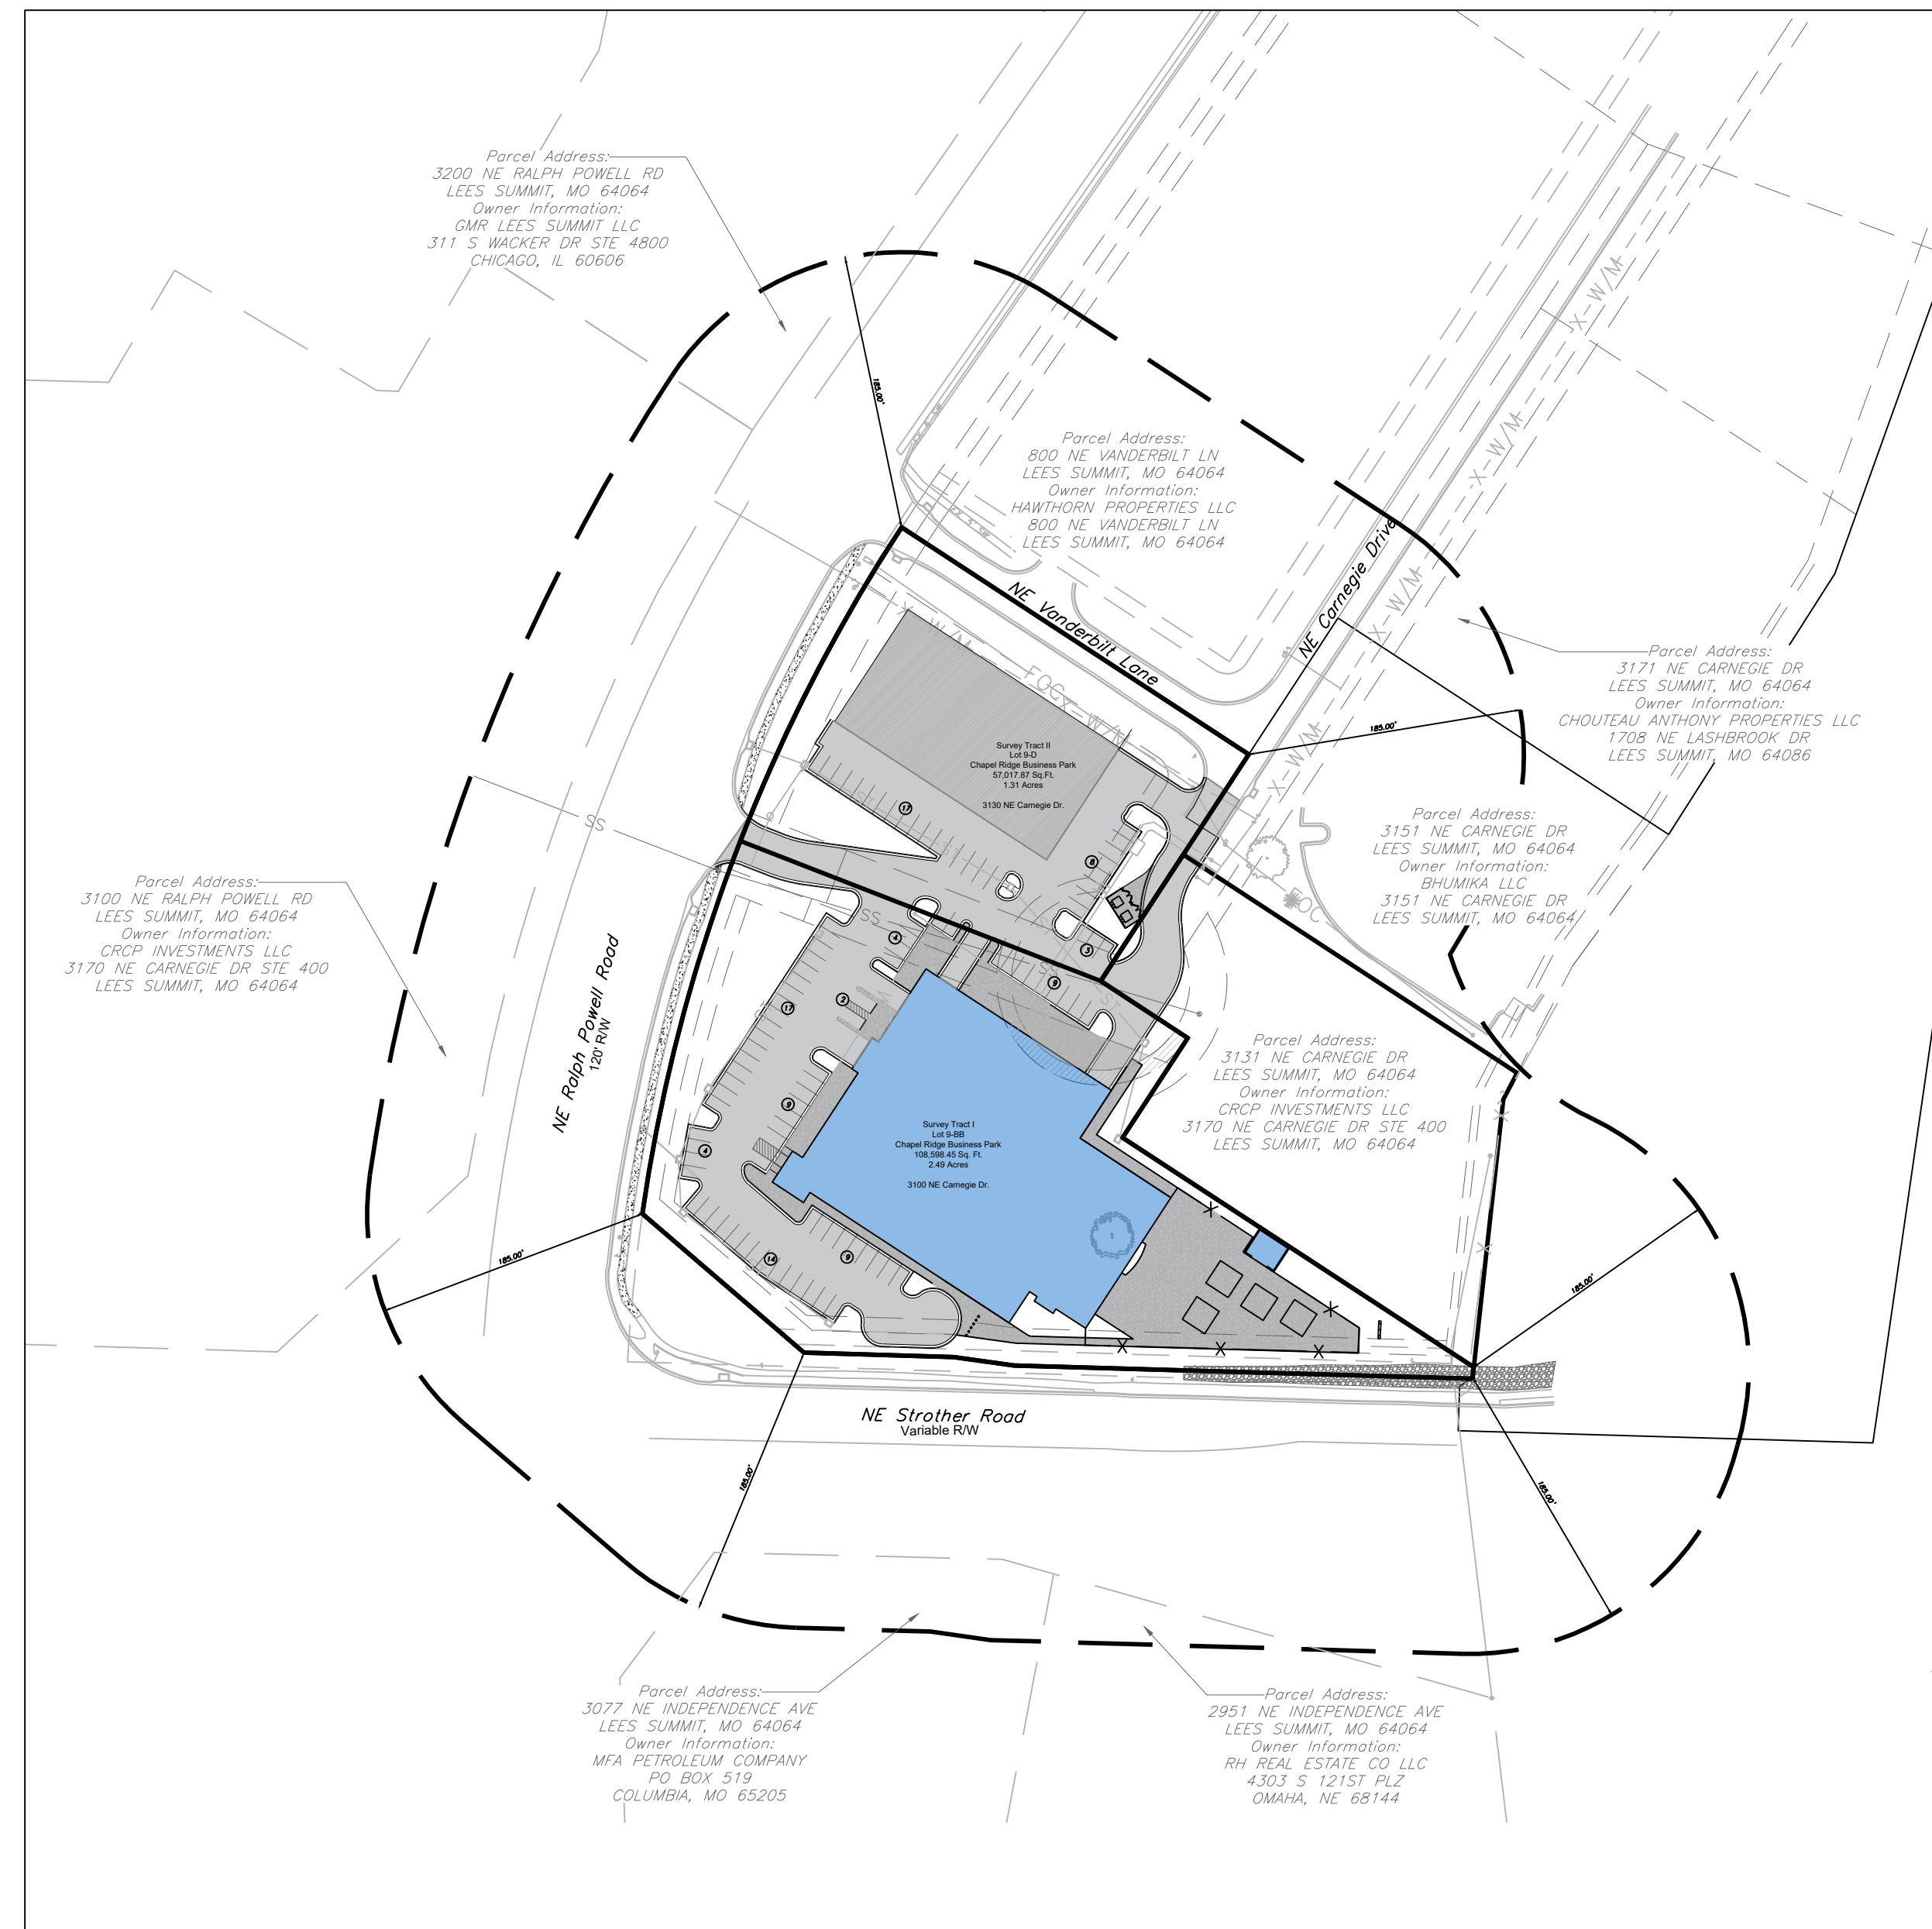 Parcel Address:
3200 NE RALPH POWELL RD
LEES SUMMIT, MO 64064
Owner Information:
GMR LEES SUMMIT LLC
311 S WACKER DR STE 4800
CHICAGO, IL 60606
185.00'
Parcel Address:
800 NE VANDERBILT LN
LEES SUMMIT, MO 64064
Owner Information:
HAWTHORN PROPERTIES LLC
800 NE VANDERBILT LN
LEES SUMMIT, MO 64064
X-W/M
X-W/M
X-W/M
X-W/M
NE Carnegie Drive
NE Vanderbilt Lane
Parcel Address:
3171 NE CARNEGIE DR
LEES SUMMIT, MO 64064
Owner Information:
CHOUTEAU ANTHONY PROPERTIES LLC
1708 NE LASHBROOK DR
LEES SUMMIT, MO 64086
185.00'
Survey Tract II
Lot 9-D
Chapel Ridge Business Park
57,017.87 Sq.Ft.
1.31 Acres
3130 NE Carnegie Dr.
17
8
SS
Parcel Address:
3151 NE CARNEGIE DR
LEES SUMMIT, MO 64064
Owner Information:
BHUMIKA LLC
3151 NE CARNEGIE DR
LEES SUMMIT, MO 64064
Parcel Address:
3100 NE RALPH POWELL RD
LEES SUMMIT, MO 64064
Owner Information:
CRCP INVESTMENTS LLC
3170 NE CARNEGIE DR STE 400
LEES SUMMIT, MO 64064
NE Ralph Powell Road
120' R/W
SS
4
SS
9
2
17
9
4
14
9
Parcel Address:
3131 NE CARNEGIE DR
LEES SUMMIT, MO 64064
Owner Information:
CRCP INVESTMENTS LLC
3170 NE CARNEGIE DR STE 400
LEES SUMMIT, MO 64064
Survey Tract I
Lot 9-BB
Chapel Ridge Business Park
108,598.45 Sq. Ft.
2.49 Acres
3100 NE Carnegie Dr.
185.00'
185.00'
NE Strother Road
Variable R/W
185.00'
185.00'
Parcel Address:
3077 NE INDEPENDENCE AVE
LEES SUMMIT, MO 64064
Owner Information:
MFA PETROLEUM COMPANY
PO BOX 519
COLUMBIA, MO 65205
Parcel Address:
2951 NE INDEPENDENCE AVE
LEES SUMMIT, MO 64064
Owner Information:
RH REAL ESTATE CO LLC
4303 S 121ST PLZ
OMAHA, NE 68144